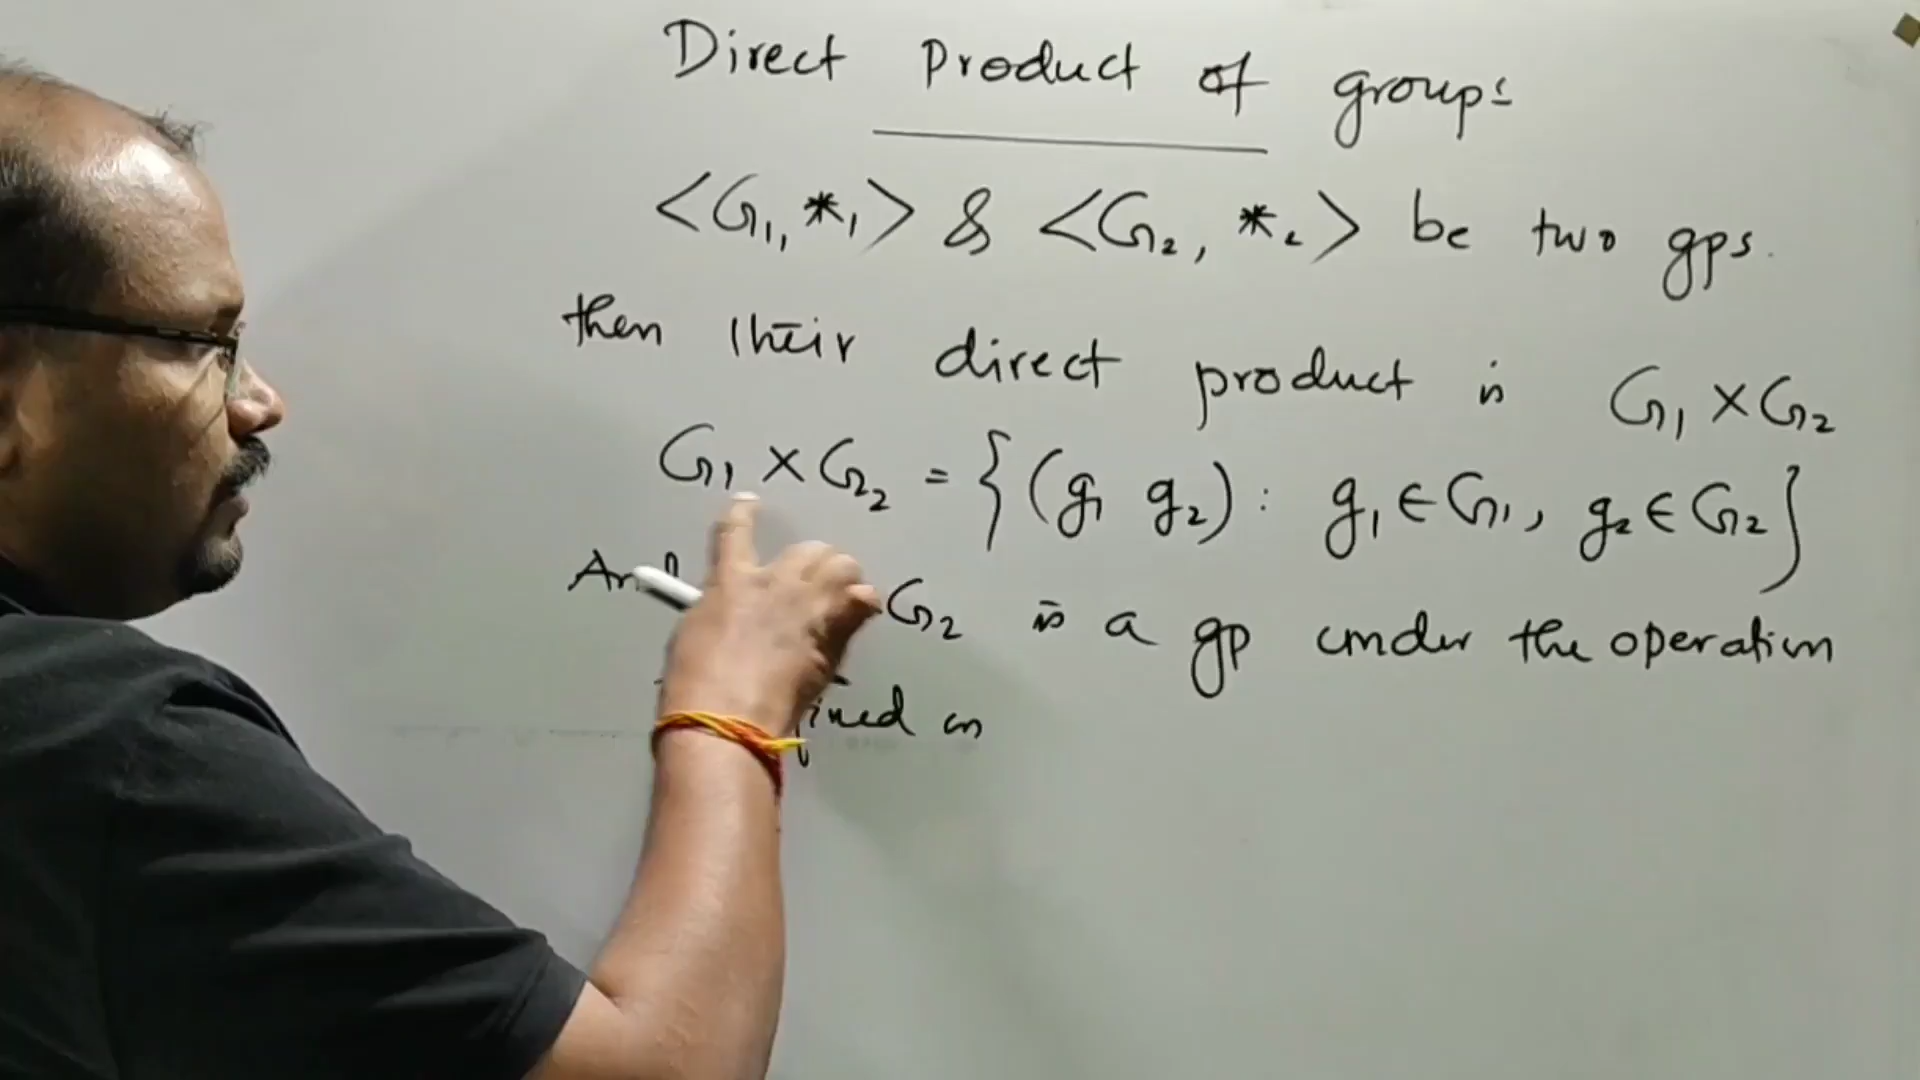 Direct Product of groups
<G₁, *₁> & <G₂, *₂> be two gps.
then their direct product is G₁ × G₂
G₁ × G₂ = { (g₁ g₂) : g₁ ∈ G₁, g₂ ∈ G₂ }
And G₂ is a gp under the operation
on